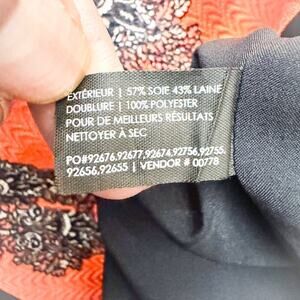 EXTÉRIEUR | 57% SOIE 43% LAINE
DOUBLURE | 100% POLYESTER
POUR DE MEILLEURS RÉSULTATS
NETTOYER À SEC
PO#92676,92677,92674,92756,92755,
92656,92655 | VENDOR # 00778